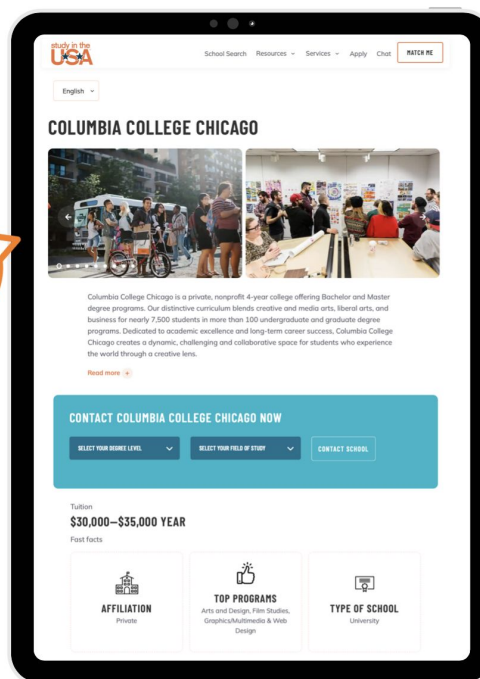 study in the
USA
School Search Resources Services Apply Chat MATCH ME
English
COLUMBIA COLLEGE CHICAGO
Columbia College Chicago is a private, nonprofit 4-year college offering Bachelor and Master
degree programs. Our distinctive curriculum blends creative and media arts, liberal arts, and
business for nearly 7,500 students in more than 100 undergraduate and graduate degree
programs. Dedicated to academic excellence and long-term career success, Columbia College
Chicago creates a dynamic, challenging and collaborative space for students who experience
the world through a creative lens.
Read more +
CONTACT COLUMBIA COLLEGE CHICAGO NOW
SELECT YOUR DEGREE LEVEL SELECT YOUR FIELD OF STUDY CONTACT SCHOOL
Tuition
$30,000—$35,000 YEAR
Fast facts
AFFILIATION
Private
TOP PROGRAMS
Arts and Design, Film Studies,
Graphics/Multimedia & Web
Design
TYPE OF SCHOOL
University